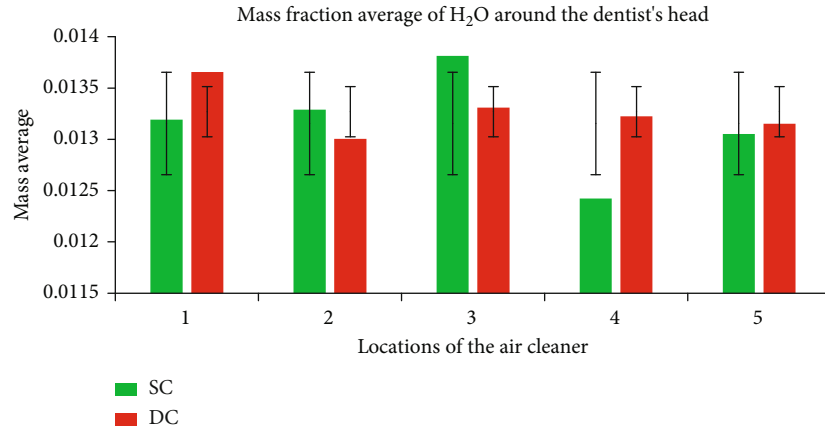 Mass fraction average of H₂O around the dentist's head
0.014
0.0135
0.013
0.0125
0.012
0.0115
Mass average
1 2 3 4 5
Locations of the air cleaner
SC
DC